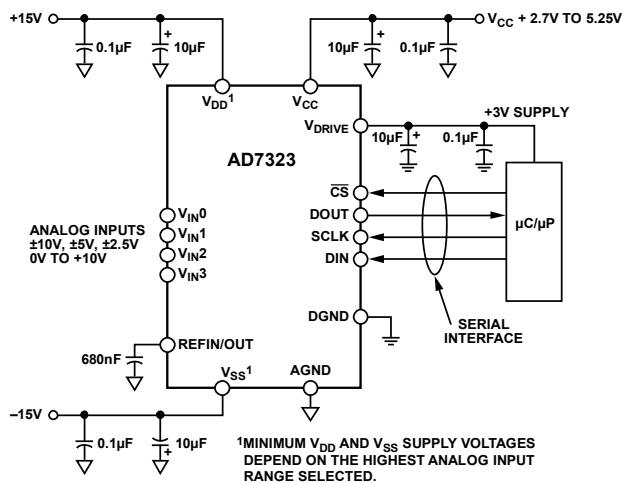 +15V
0.1µF
+
10µF
10µF
+
0.1µF
VCC + 2.7V TO 5.25V
VDD1
VCC
AD7323
VDRIVE
+3V SUPPLY
10µF
+
0.1µF
CS
DOUT
SCLK
DIN
µC/µP
ANALOG INPUTS
±10V, ±5V, ±2.5V
0V TO +10V
VIN0
VIN1
VIN2
VIN3
DGND
SERIAL
INTERFACE
REFIN/OUT
680nF
VSS1
AGND
–15V
0.1µF
10µF
+
1MINIMUM VDD AND VSS SUPPLY VOLTAGES
DEPEND ON THE HIGHEST ANALOG INPUT
RANGE SELECTED.